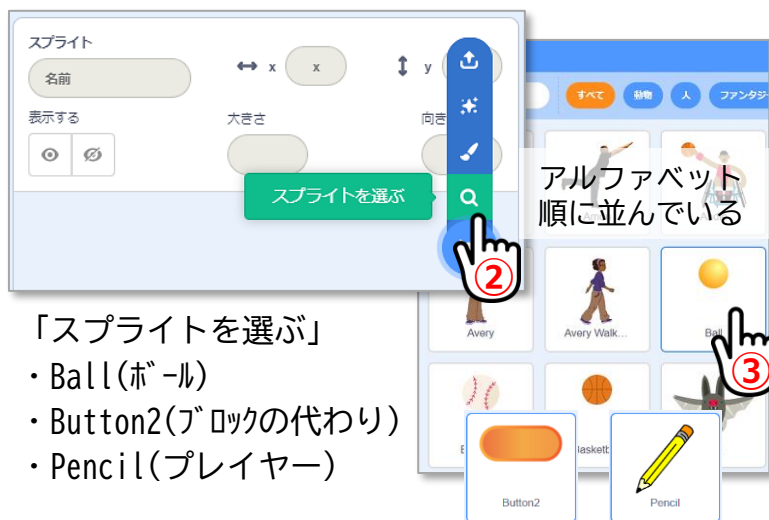 スプライト
名前
x
x
y
表示する
大きさ
向き
スプライトを選ぶ
②
すべて
動物
人
ファンタジー
アルファベット
順に並んでいる
Avery
Avery Walk...
Ball
③
「スプライトを選ぶ」
・Ball(ﾎﾞｰﾙ)
・Button2(ﾌﾞﾛｯｸの代わり)
・Pencil(プレイヤー)
Button2
Pencil